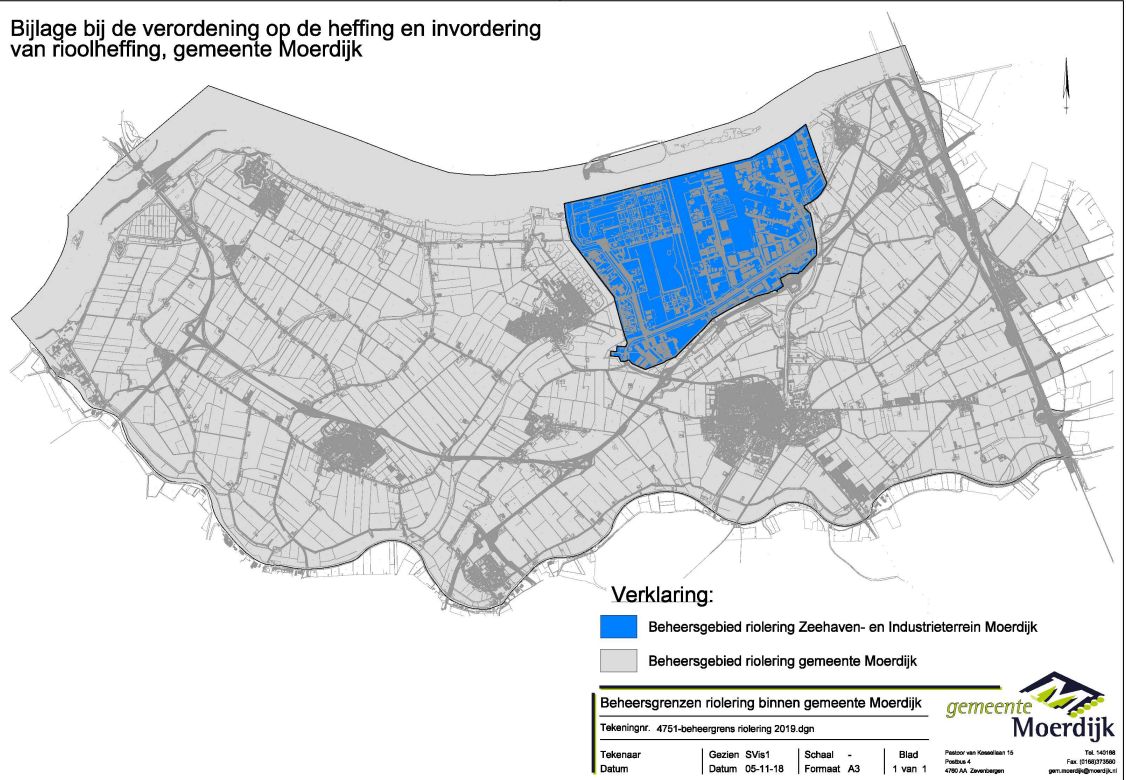 Bijlage bij de verordening op de heffing en invordering
van rioolheffing, gemeente Moerdijk
Verklaring:
Beheersgebied riolering Zeehaven- en Industrieterrein Moerdijk
Beheersgebied riolering gemeente Moerdijk
Beheersgrenzen riolering binnen gemeente Moerdijk
Tekeningnr. 4751-beheergrens riolering 2019.dgn
Tekenaar Gezien SVis1 Schaal - Blad
Datum Datum 05-11-18 Formaat A3 1 van 1
gemeente
Moerdijk
Pastoor van Kessellaan 15 Tel. 140168
Postbus 4 Fax. (0168)373560
4760 AA Zevenbergen gem.moerdijk@moerdijk.nl